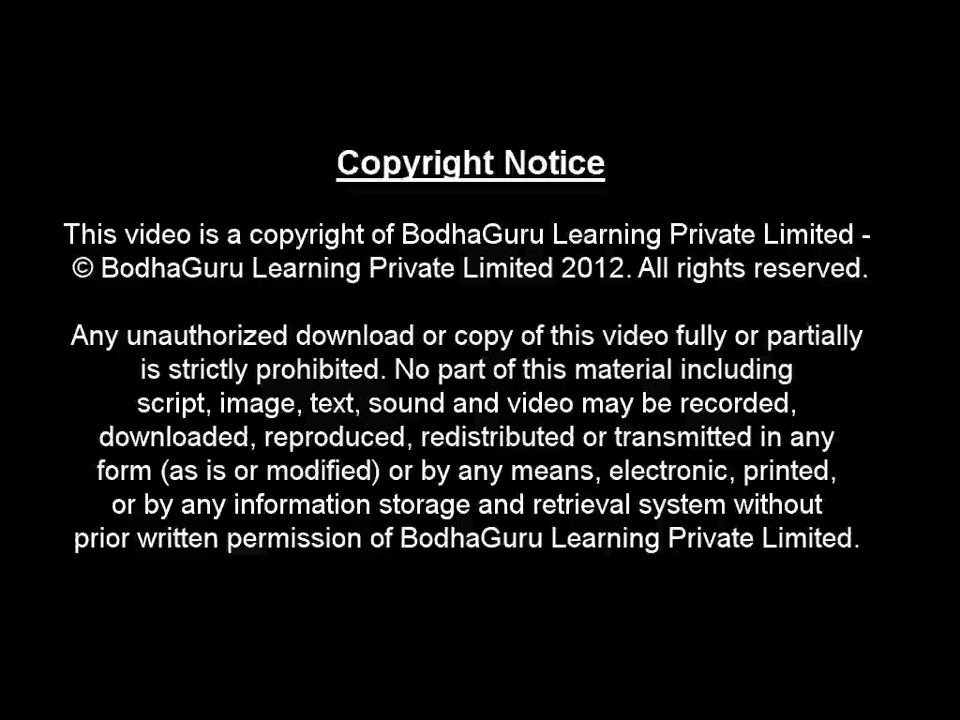 Copyright Notice
This video is a copyright of BodhaGuru Learning Private Limited -
© BodhaGuru Learning Private Limited 2012. All rights reserved.
Any unauthorized download or copy of this video fully or partially
is strictly prohibited. No part of this material including
script, image, text, sound and video may be recorded,
downloaded, reproduced, redistributed or transmitted in any
form (as is or modified) or by any means, electronic, printed,
or by any information storage and retrieval system without
prior written permission of BodhaGuru Learning Private Limited.